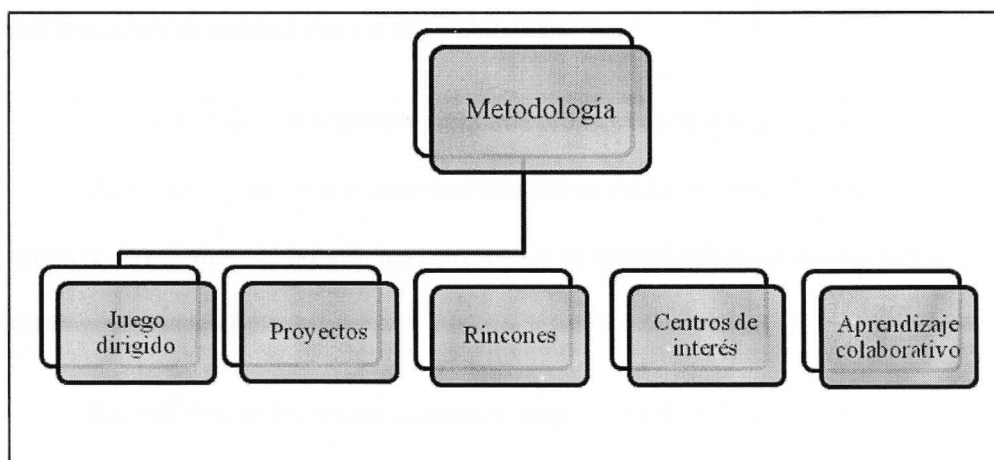 Metodología
Juego
dirigido
Proyectos
Rincones
Centros de
interés
Aprendizaje
colaborativo